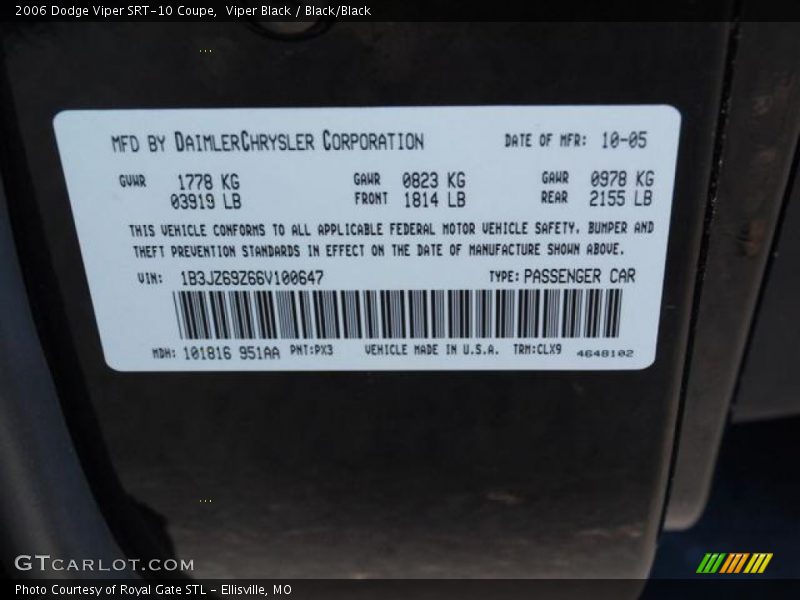 2006 Dodge Viper SRT-10 Coupe,  Viper Black / Black/Black
MFD BY DAIMLERCHRYSLER CORPORATION DATE OF MFR: 10-05
GVWR 1778 KG GAWR 0823 KG GAWR 0978 KG
03919 LB FRONT 1814 LB REAR 2155 LB
THIS VEHICLE CONFORMS TO ALL APPLICABLE FEDERAL MOTOR VEHICLE SAFETY, BUMPER AND
THEFT PREVENTION STANDARDS IN EFFECT ON THE DATE OF MANUFACTURE SHOWN ABOVE.
VIN: 1B3JZ69Z66V100647 TYPE: PASSENGER CAR
MDH: 101816 951AA PNT:PX3 VEHICLE MADE IN U.S.A. TRM:CLX9 4648102
GTCARLOT.COM
Photo Courtesy of Royal Gate STL - Ellisville, MO